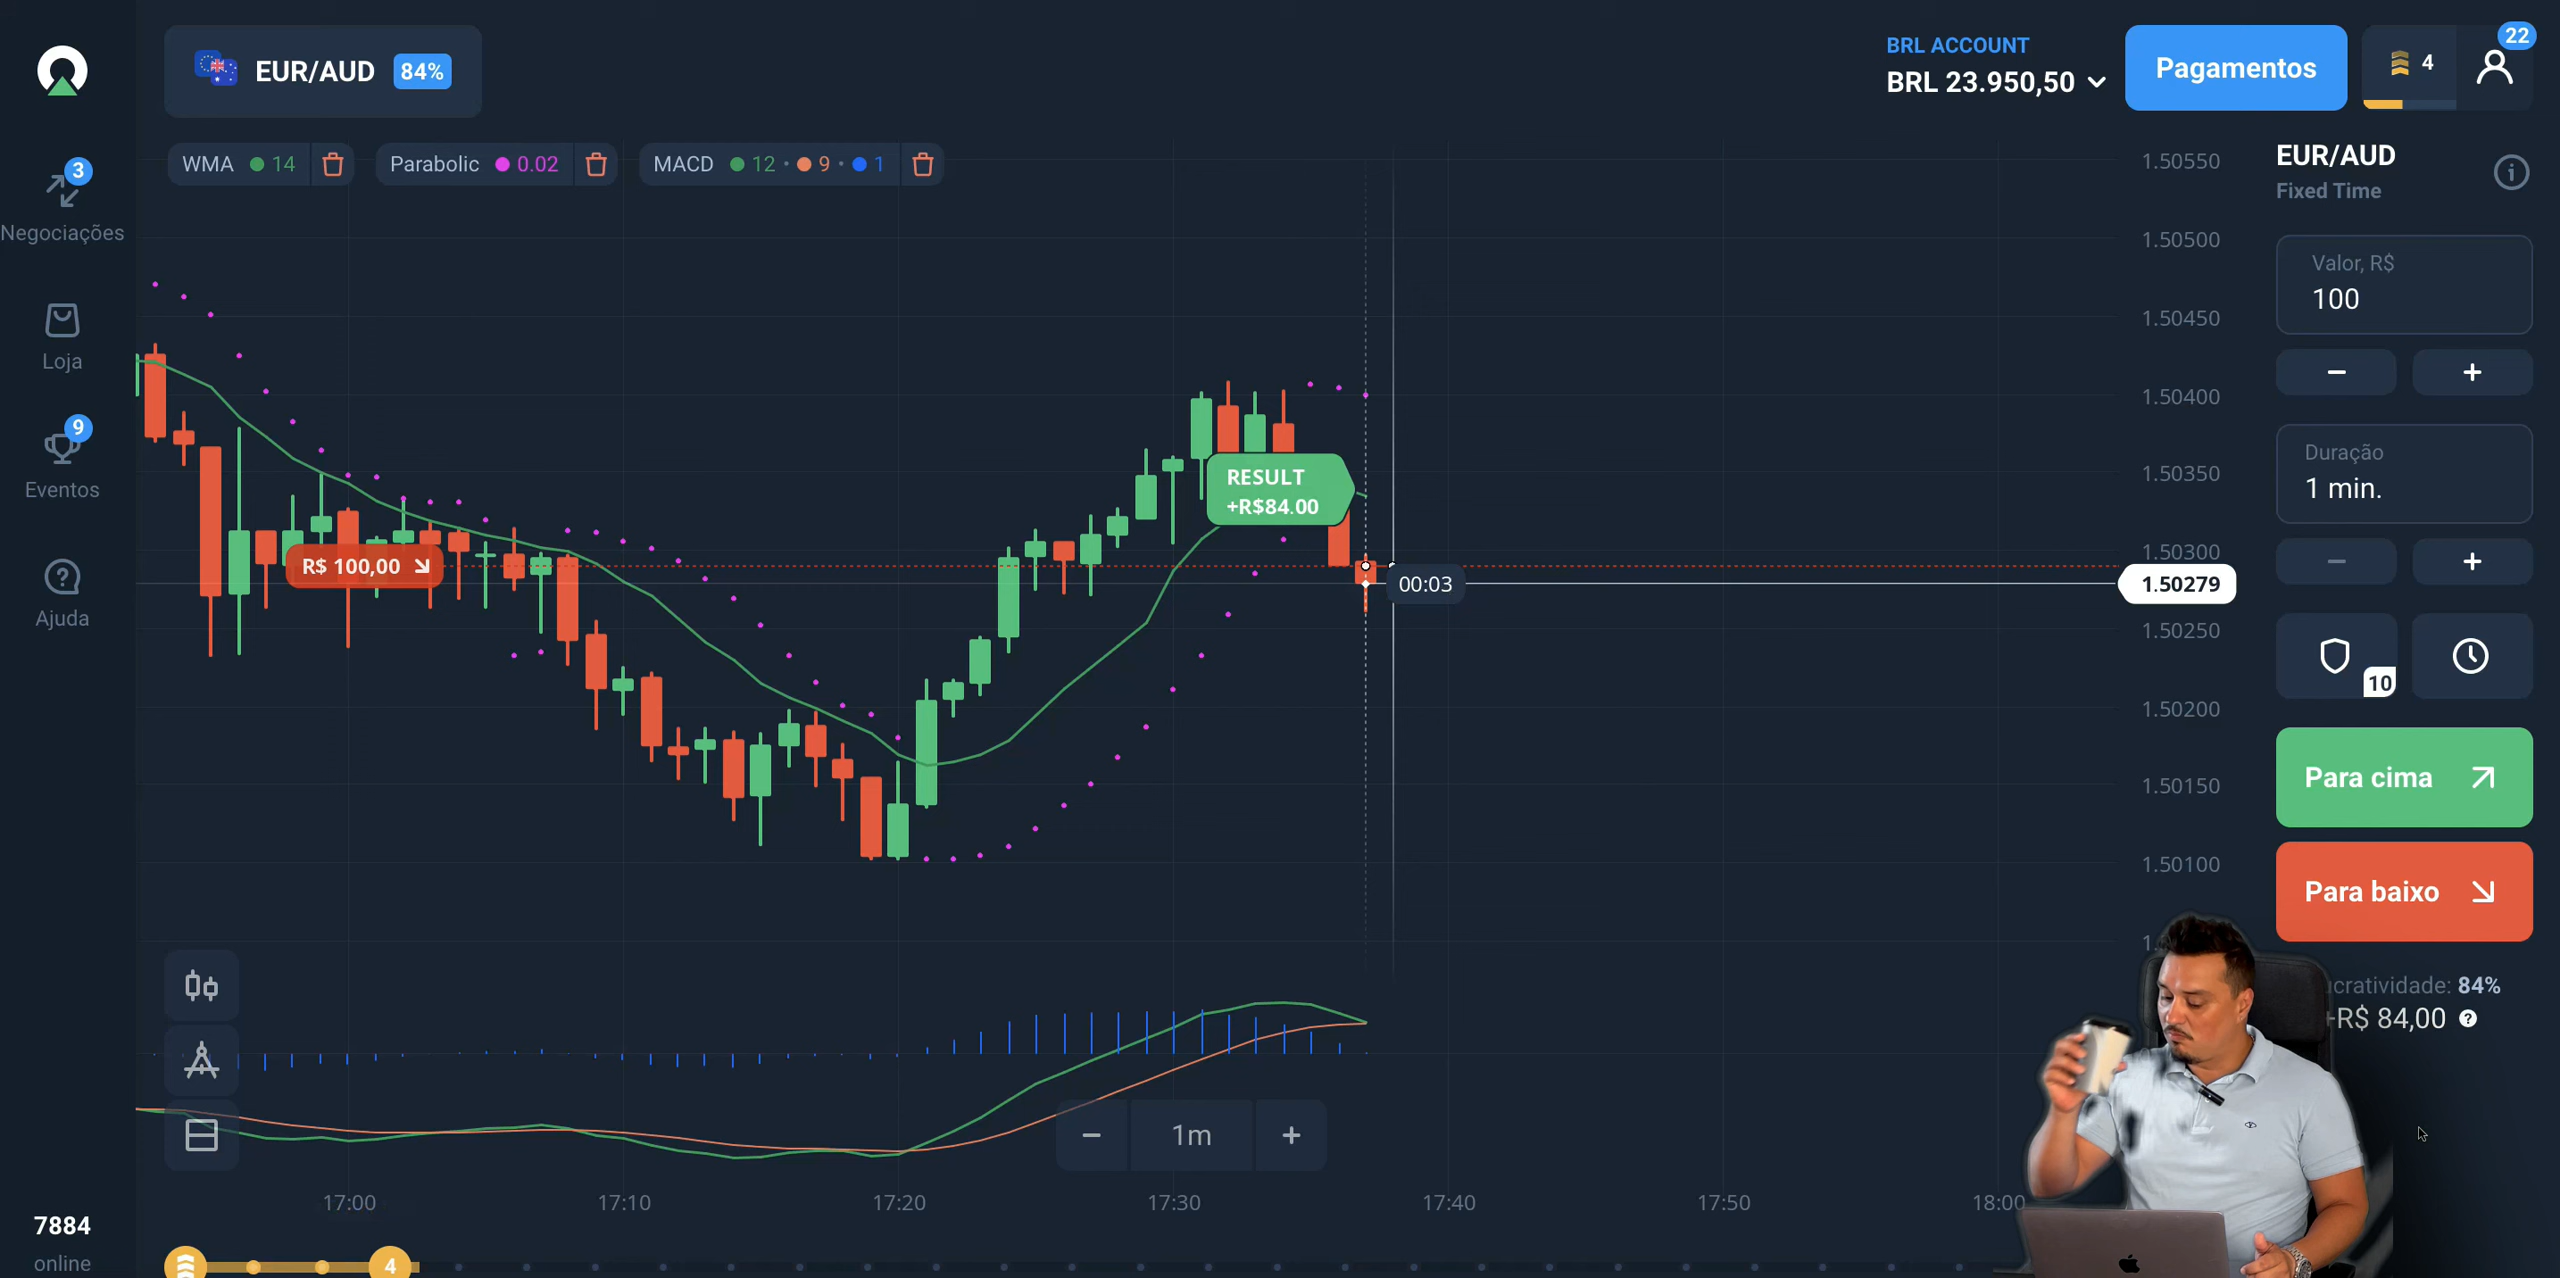 EUR/AUD 84%
BRL ACCOUNT
BRL 23.950,50
Pagamentos
4
22
WMA 14
Parabolic 0.02
MACD 12 · 9 · 1
3
Negociações
Loja
9
Eventos
Ajuda
7884
online
R$ 100,00
RESULT
+R$84.00
00:03
1.50550
1.50500
1.50450
1.50400
1.50350
1.50300
1.50279
1.50250
1.50200
1.50150
1.50100
1m
17:00
17:10
17:20
17:30
17:40
17:50
18:00
4
EUR/AUD
Fixed Time
Valor, R$
100
Duração
1 min.
10
Para cima
Para baixo
84%
R$ 84,00